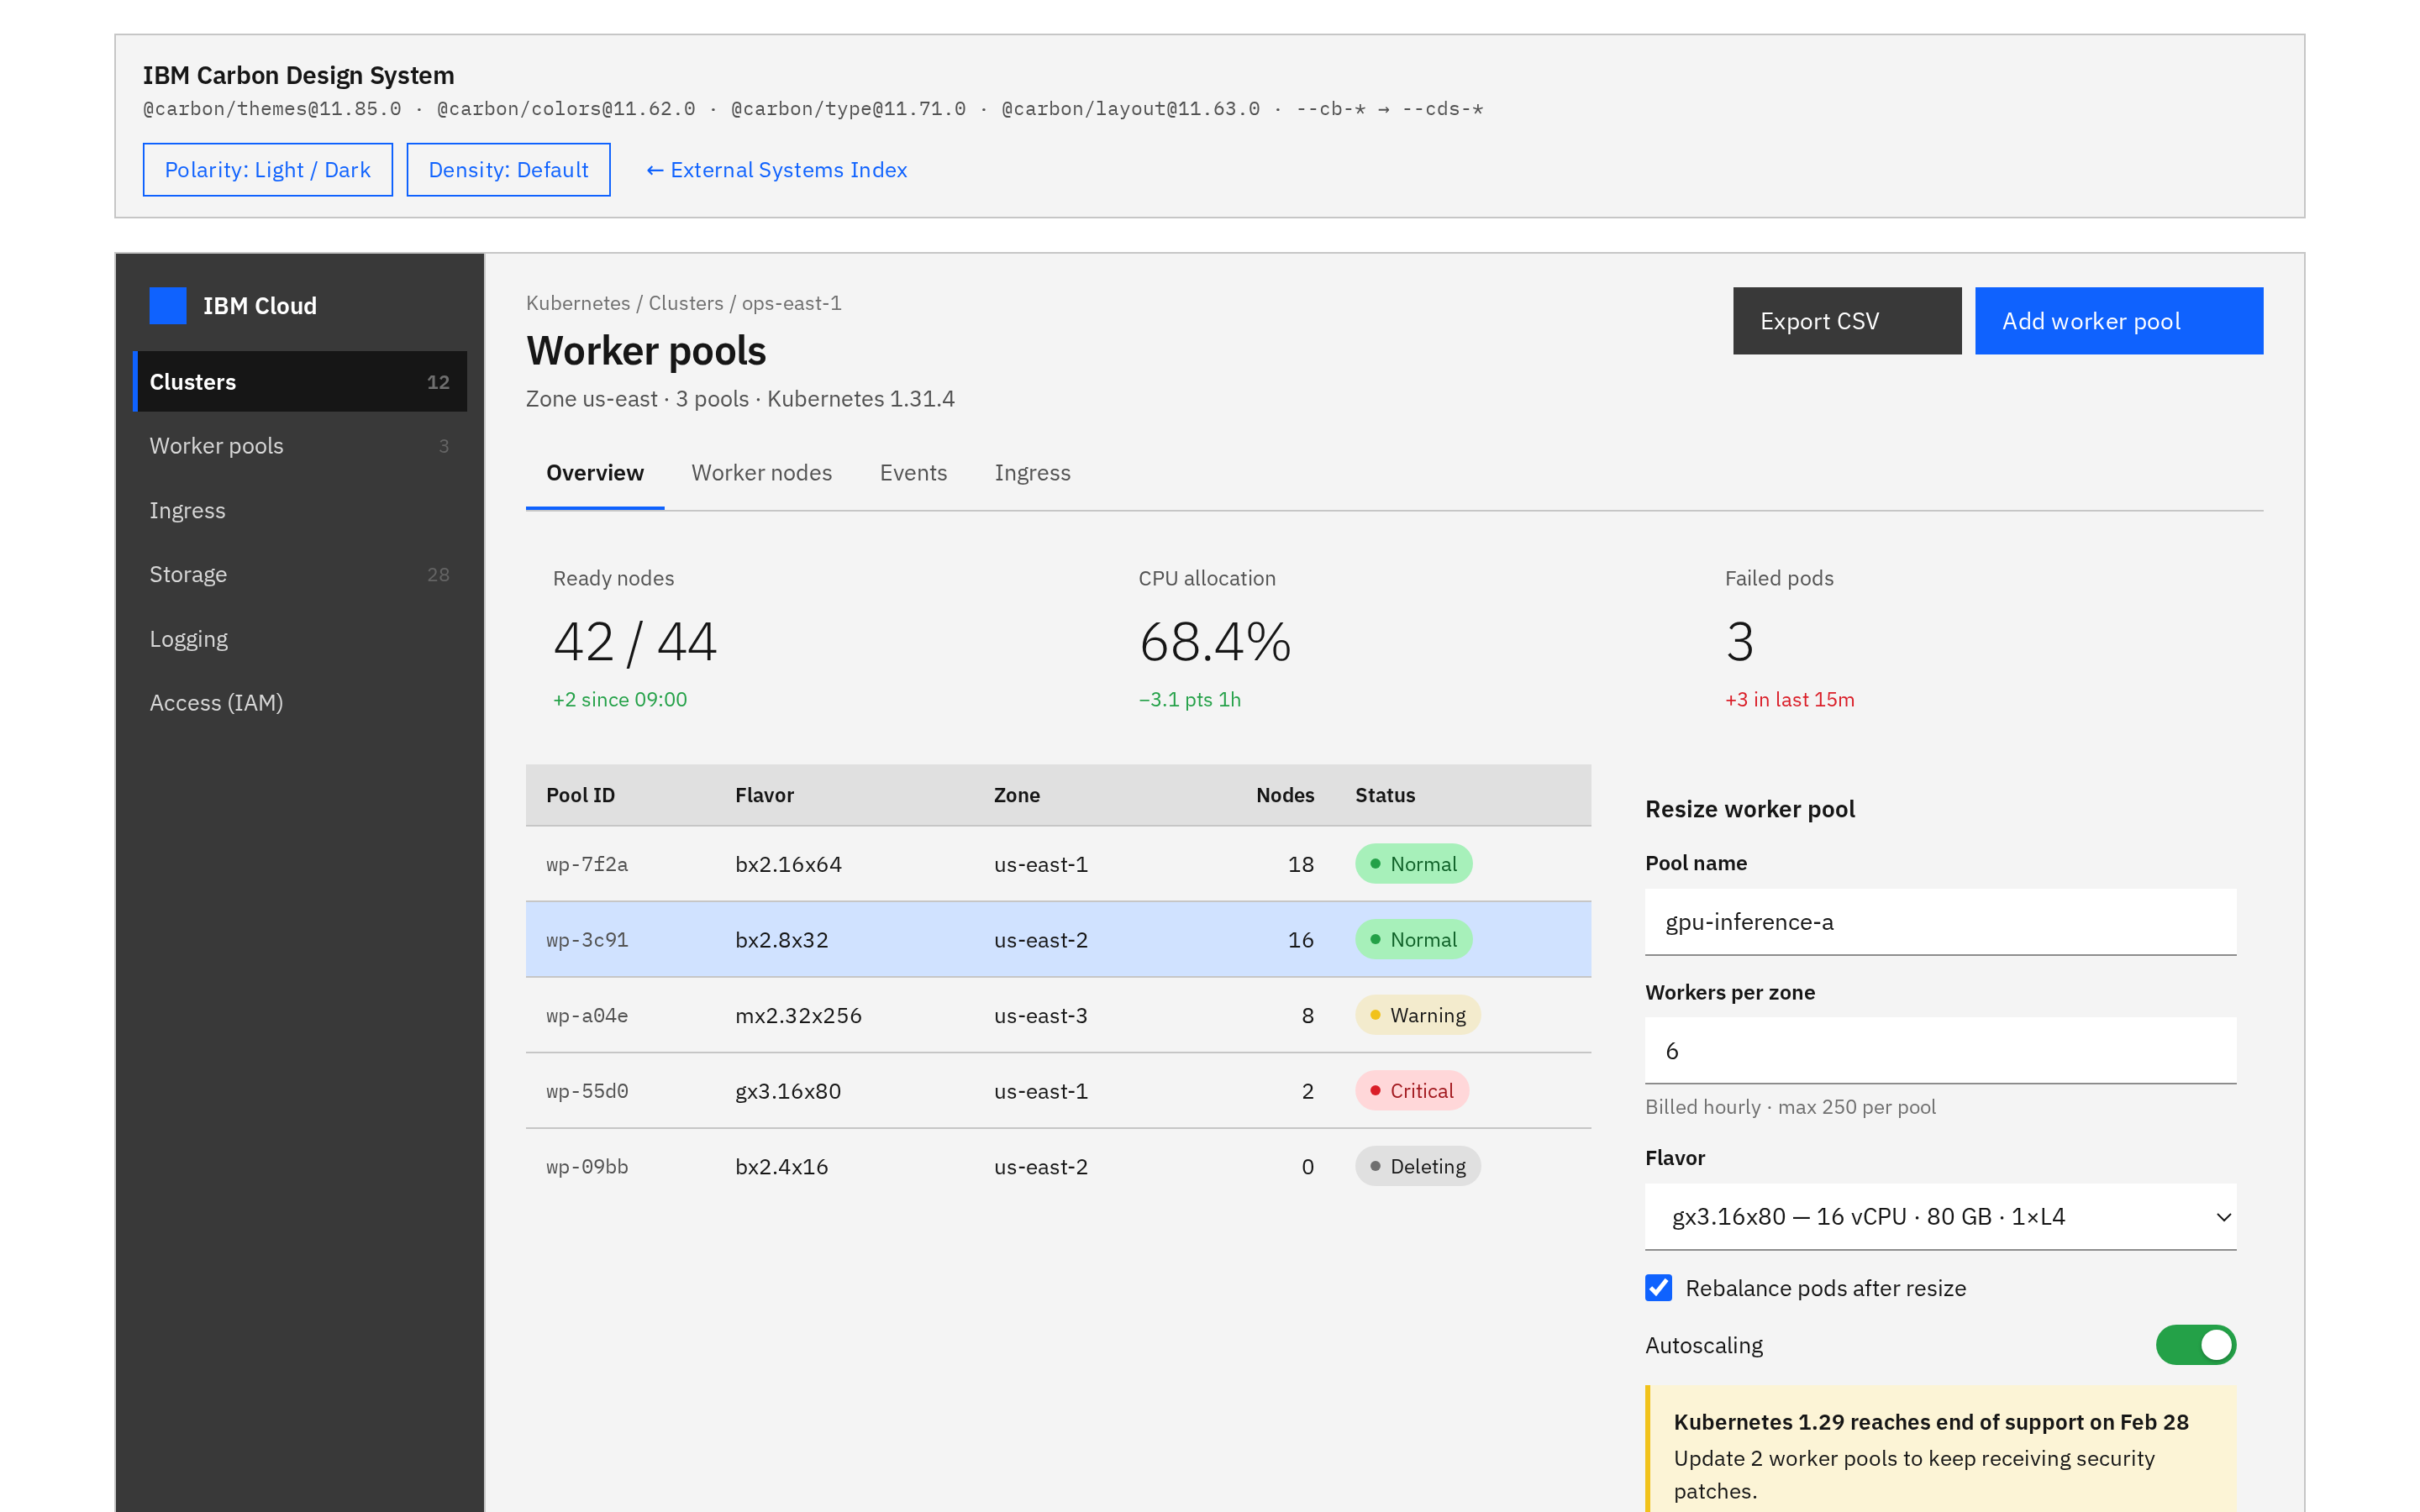 IBM Carbon Design System
@carbon/themes@11.85.0 · @carbon/colors@11.62.0 · @carbon/type@11.71.0 · @carbon/layout@11.63.0 · --cb-* → --cds-*
Polarity: Light / Dark
Density: Default
← External Systems Index
IBM Cloud
Clusters 12
Worker pools 3
Ingress
Storage 28
Logging
Access (IAM)
Kubernetes / Clusters / ops-east-1
Worker pools
Zone us-east · 3 pools · Kubernetes 1.31.4
Export CSV
Add worker pool
Overview Worker nodes Events Ingress
Ready nodes
42 / 44
+2 since 09:00
CPU allocation
68.4%
−3.1 pts 1h
Failed pods
3
+3 in last 15m
Pool ID Flavor Zone Nodes Status
wp-7f2a bx2.16x64 us-east-1 18 Normal
wp-3c91 bx2.8x32 us-east-2 16 Normal
wp-a04e mx2.32x256 us-east-3 8 Warning
wp-55d0 gx3.16x80 us-east-1 2 Critical
wp-09bb bx2.4x16 us-east-2 0 Deleting
Resize worker pool
Pool name
gpu-inference-a
Workers per zone
6
Billed hourly · max 250 per pool
Flavor
gx3.16x80 — 16 vCPU · 80 GB · 1×L4
Rebalance pods after resize
Autoscaling
Kubernetes 1.29 reaches end of support on Feb 28
Update 2 worker pools to keep receiving security
patches.